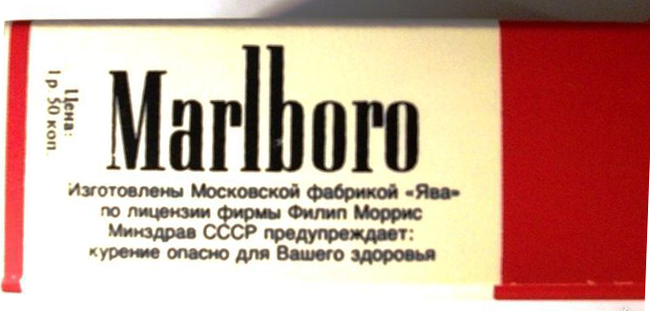 Цена:
1 р. 50 коп.
Marlboro
Изготовлены Московской фабрикой «Ява»
по лицензии фирмы Филип Моррис
Минздрав СССР предупреждает:
курение опасно для Вашего здоровья